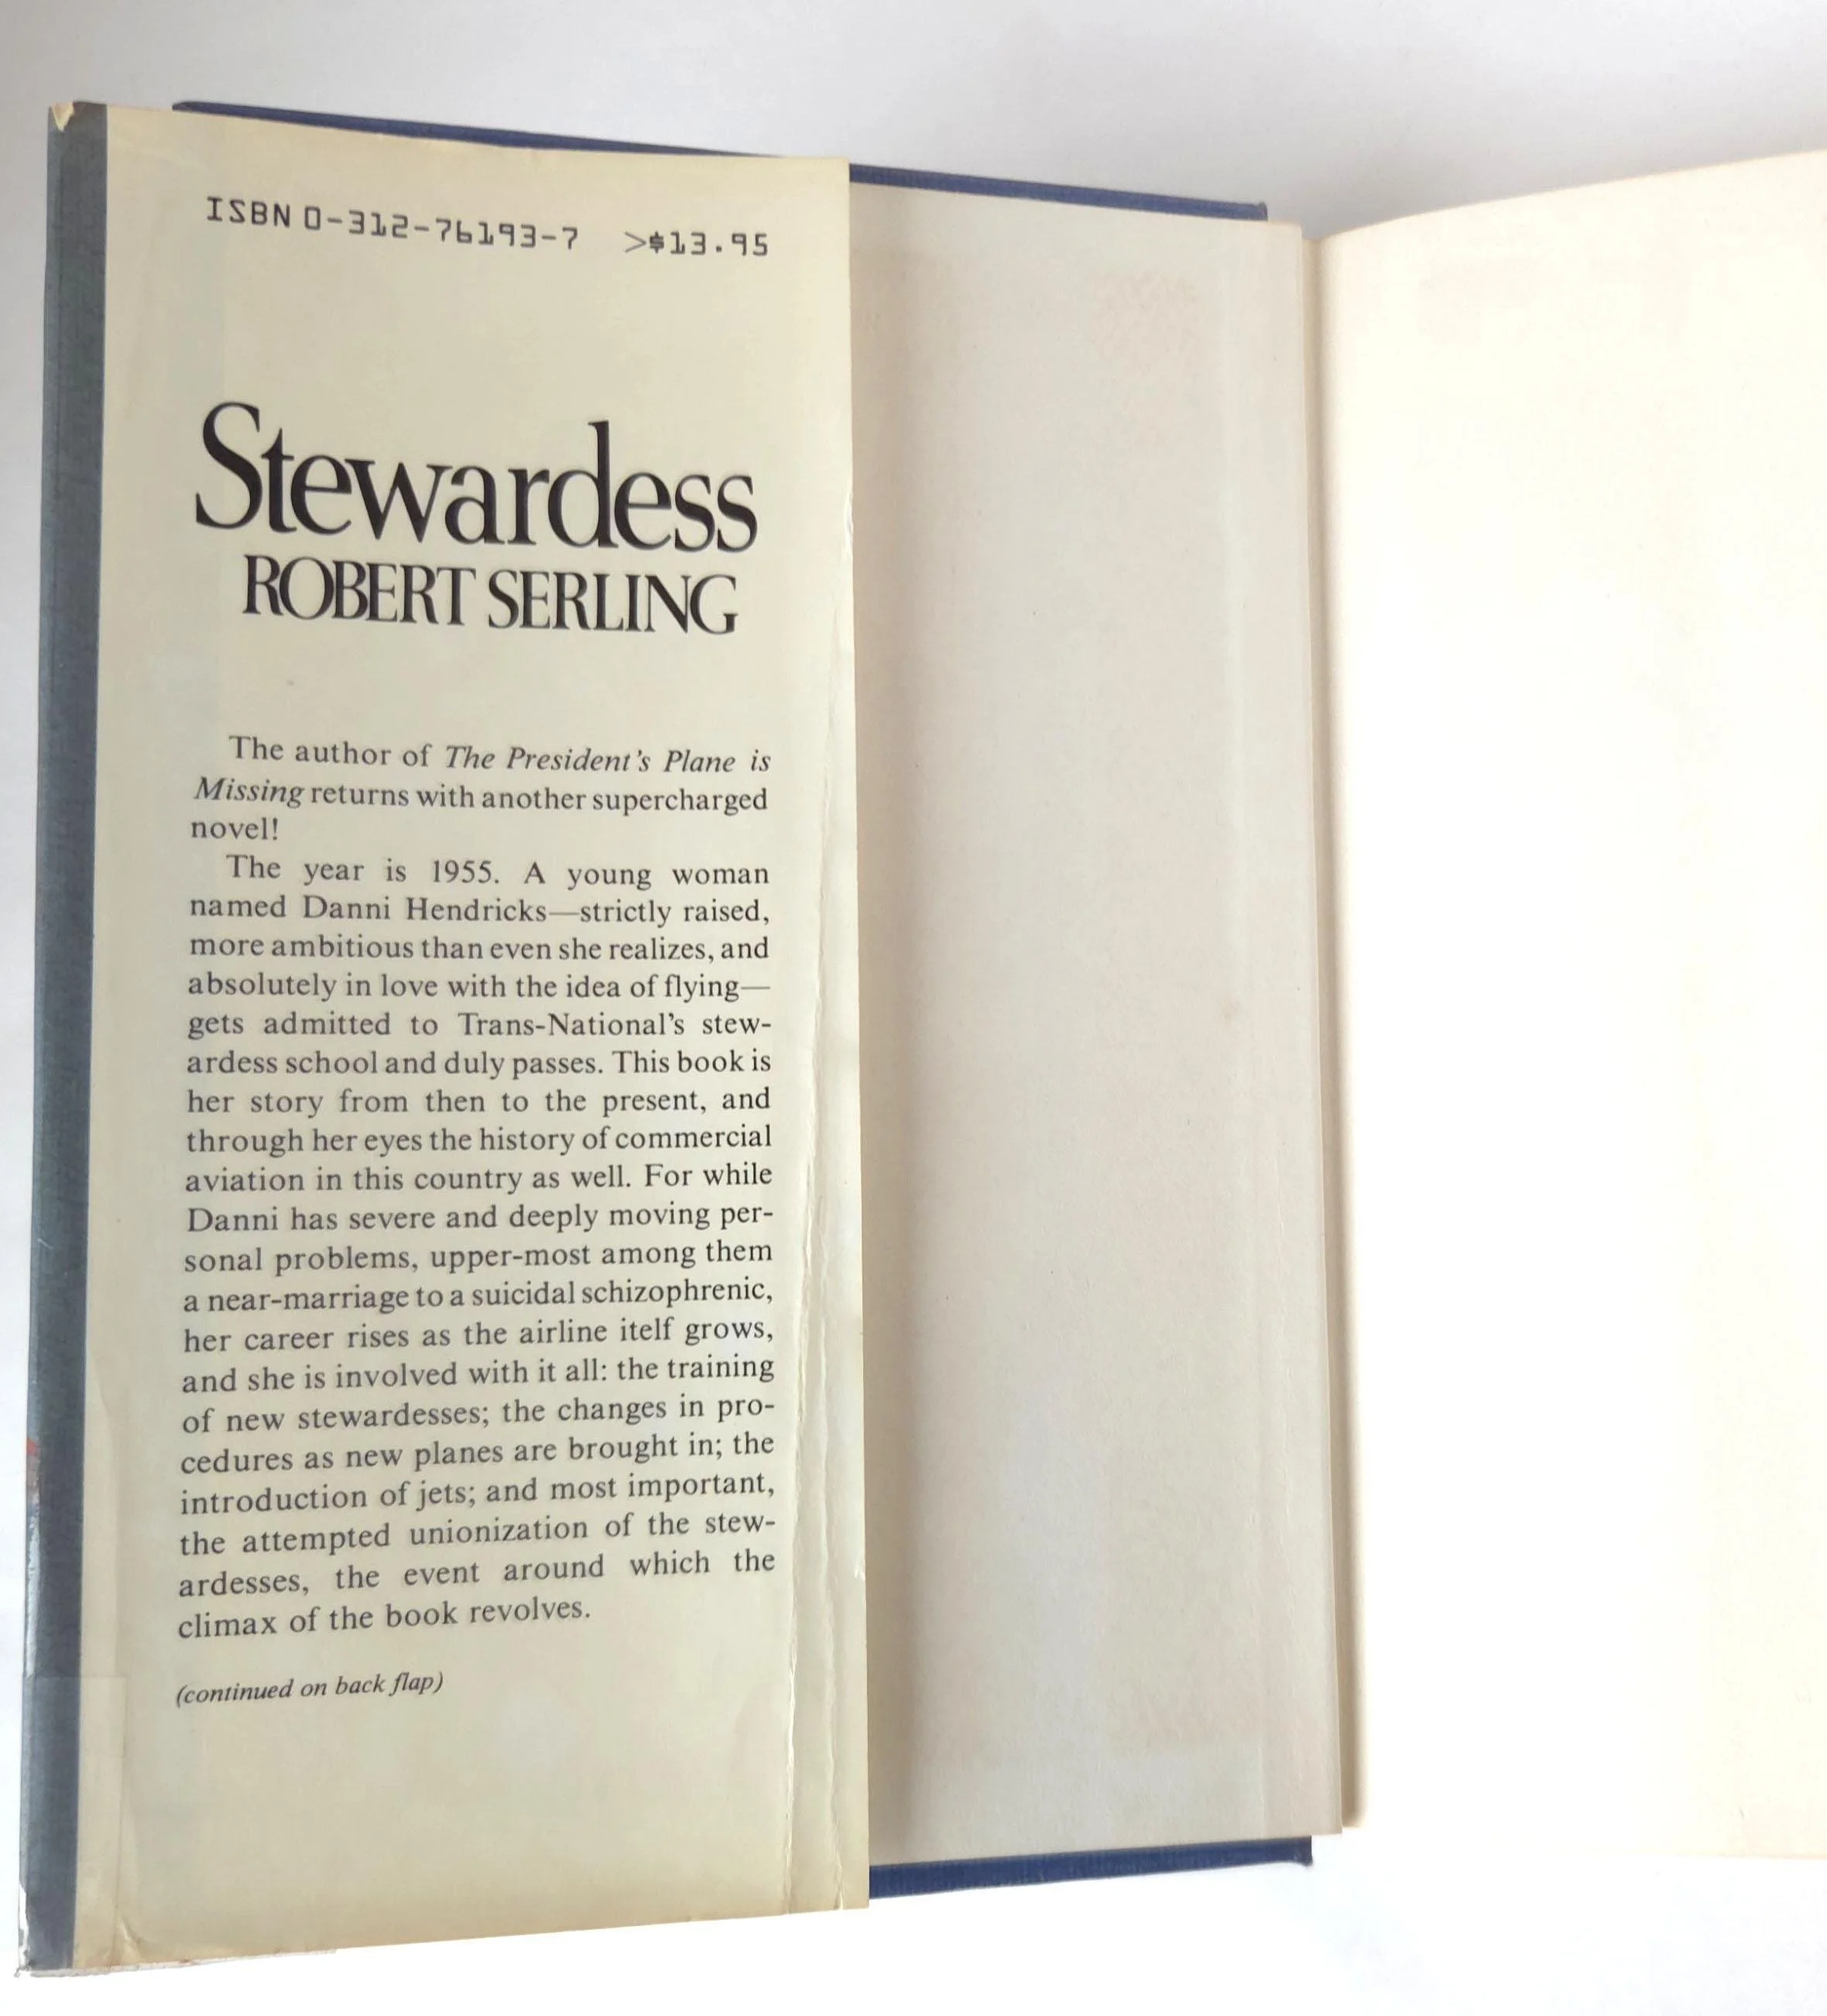 ISBN 0-312-76193-7 >$13.95
Stewardess
ROBERT SERLING
The author of The President's Plane is
Missing returns with another supercharged
novel!
The year is 1955. A young woman
named Danni Hendricks—strictly raised,
more ambitious than even she realizes, and
absolutely in love with the idea of flying—
gets admitted to Trans-National's stew-
ardess school and duly passes. This book is
her story from then to the present, and
through her eyes the history of commercial
aviation in this country as well. For while
Danni has severe and deeply moving per-
sonal problems, upper-most among them
a near-marriage to a suicidal schizophrenic,
her career rises as the airline itelf grows,
and she is involved with it all: the training
of new stewardesses; the changes in pro-
cedures as new planes are brought in; the
introduction of jets; and most important,
the attempted unionization of the stew-
ardesses, the event around which the
climax of the book revolves.
(continued on back flap)